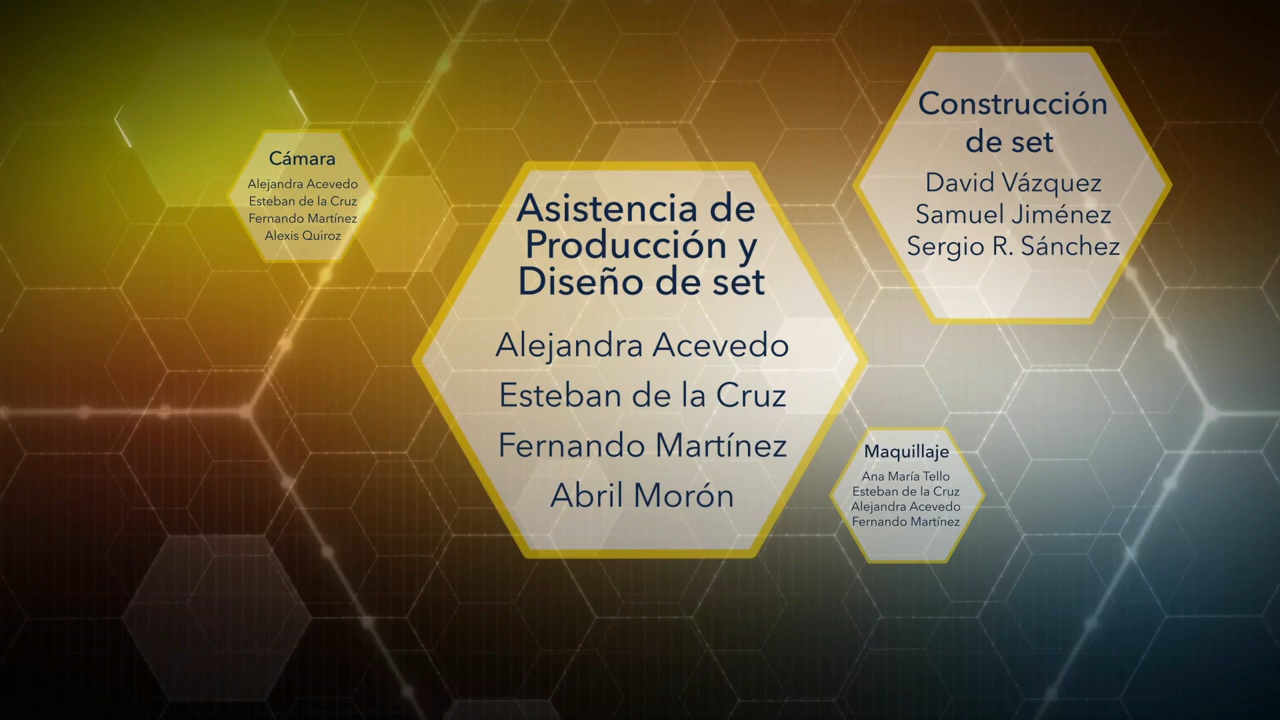 Cámara
Alejandra Acevedo
Esteban de la Cruz
Fernando Martínez
Alexis Quiroz
Asistencia de
Producción y
Diseño de set
Alejandra Acevedo
Esteban de la Cruz
Fernando Martínez
Abril Morón
Construcción
de set
David Vázquez
Samuel Jiménez
Sergio R. Sánchez
Maquillaje
Ana María Tello
Esteban de la Cruz
Alejandra Acevedo
Fernando Martínez